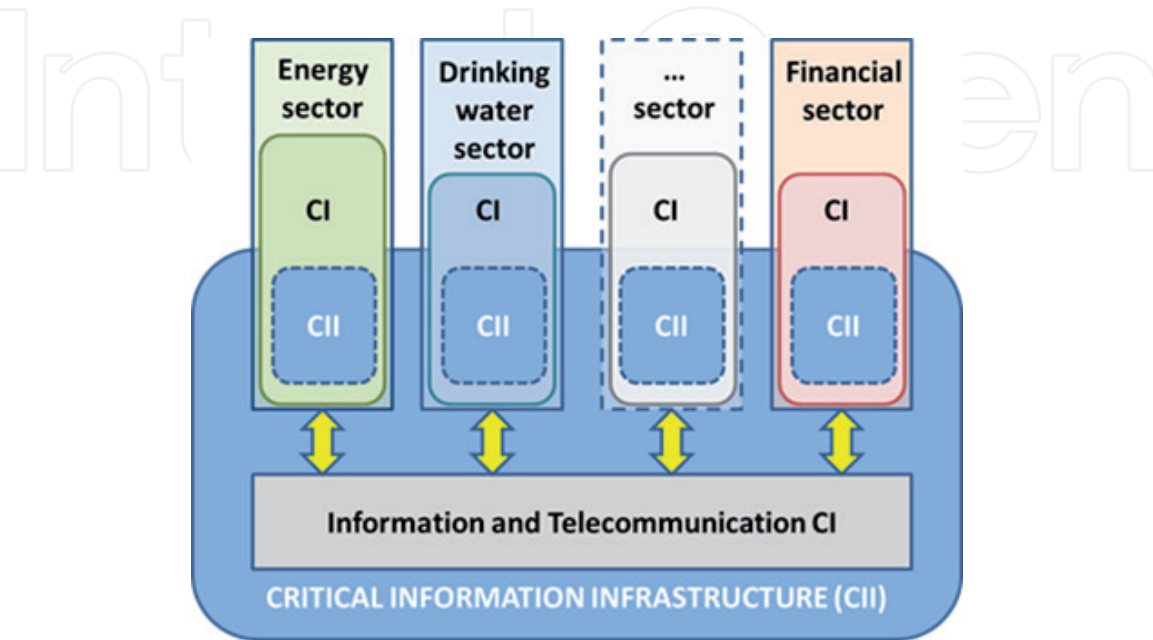 Energy
sector
Drinking
water
sector
...
sector
Financial
sector
CI
CI
CI
CI
CII
CII
CII
CII
Information and Telecommunication CI
CRITICAL INFORMATION INFRASTRUCTURE (CII)